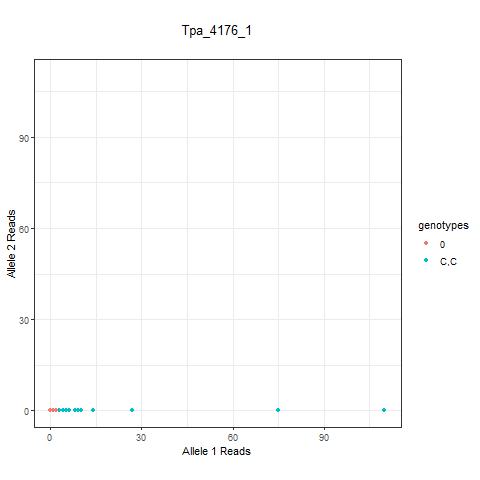 Tpa_4176_1
Allele 2 Reads
90
60
30
0
0 30 60 90
Allele 1 Reads
genotypes
0
C,C